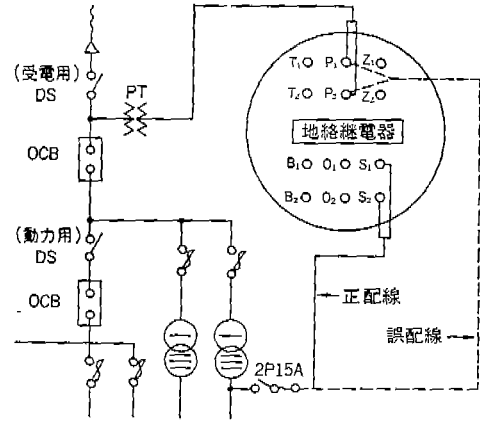 (受電用)
DS
PT
OCB
(動力用)
DS
OCB
T₁ P₁ Z₁
T₂ P₂ Z₂
地絡継電器
B₁ O₁ S₁
B₂ O₂ S₂
正配線
誤配線
2P15A